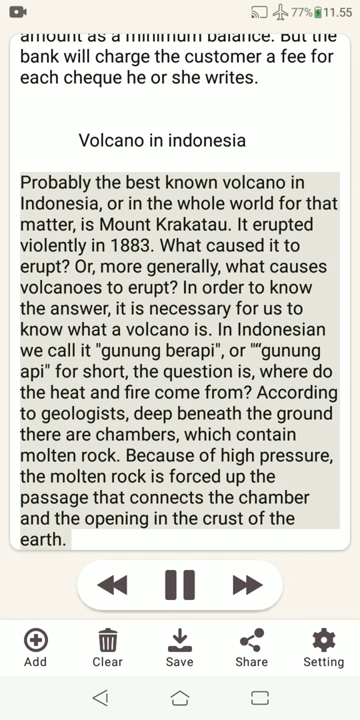 77% 11.55
amount as a minimum balance. But the
bank will charge the customer a fee for
each cheque he or she writes.
Volcano in indonesia
Probably the best known volcano in
Indonesia, or in the whole world for that
matter, is Mount Krakatau. It erupted
violently in 1883. What caused it to
erupt? Or, more generally, what causes
volcanoes to erupt? In order to know
the answer, it is necessary for us to
know what a volcano is. In Indonesian
we call it "gunung berapi", or "“gunung
api" for short, the question is, where do
the heat and fire come from? According
to geologists, deep beneath the ground
there are chambers, which contain
molten rock. Because of high pressure,
the molten rock is forced up the
passage that connects the chamber
and the opening in the crust of the
earth.
Add Clear Save Share Setting